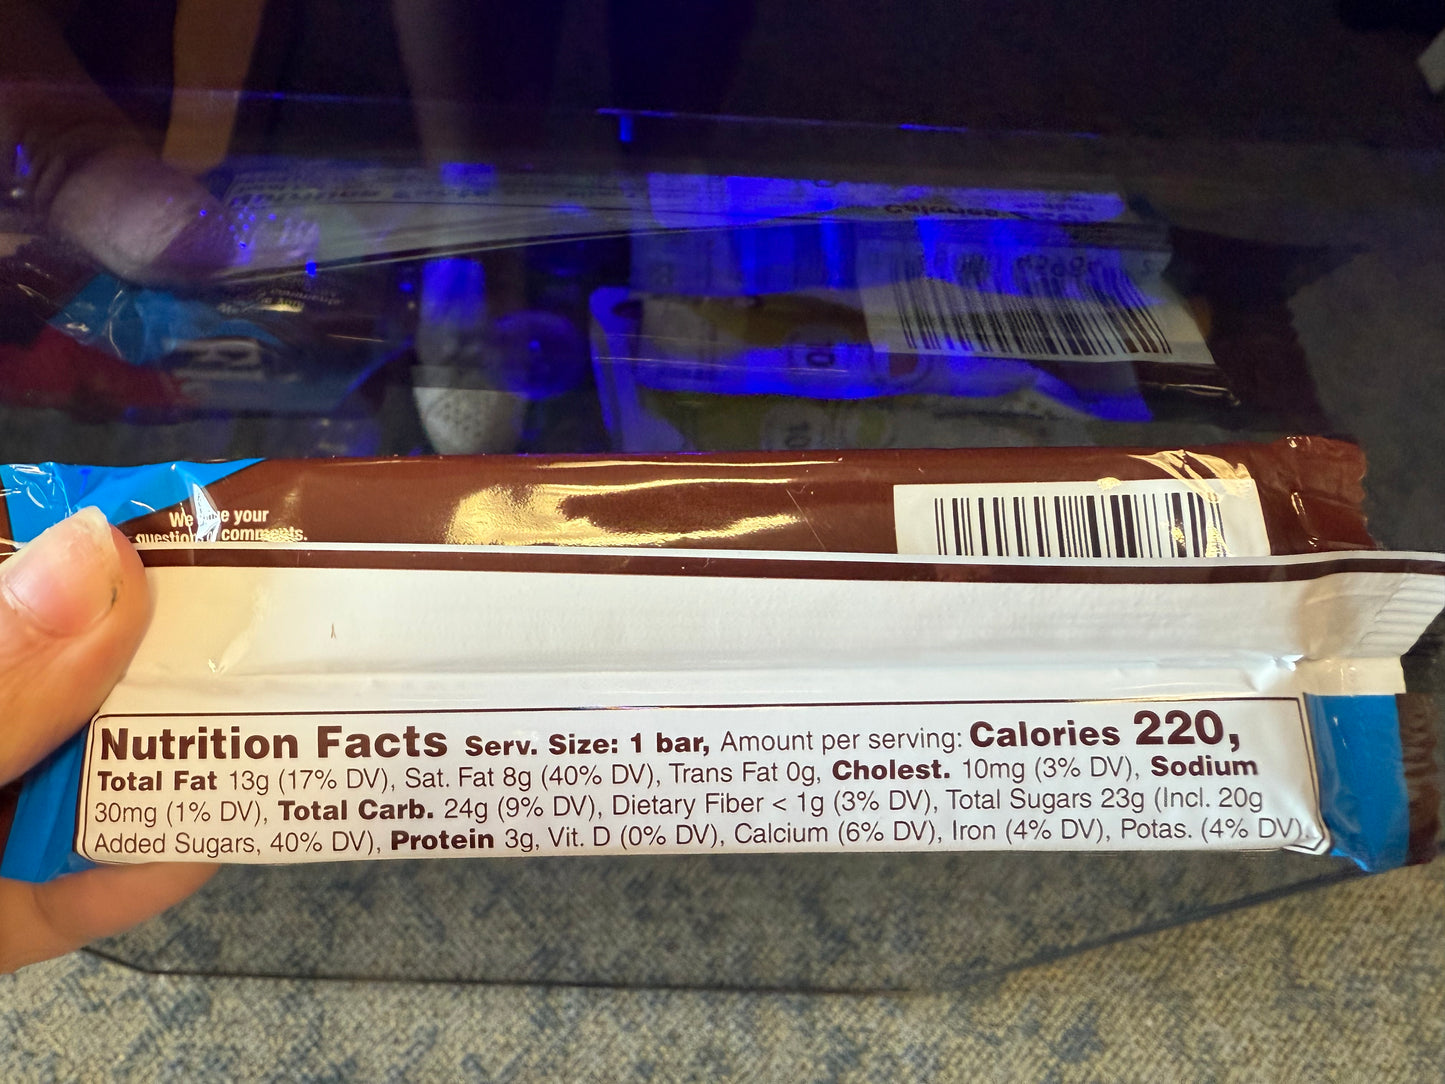 We value your
questions / comments.
Nutrition Facts Serv. Size: 1 bar, Amount per serving: Calories 220,
Total Fat 13g (17% DV), Sat. Fat 8g (40% DV), Trans Fat 0g, Cholest. 10mg (3% DV), Sodium
30mg (1% DV), Total Carb. 24g (9% DV), Dietary Fiber < 1g (3% DV), Total Sugars 23g (Incl. 20g
Added Sugars, 40% DV), Protein 3g, Vit. D (0% DV), Calcium (6% DV), Iron (4% DV), Potas. (4% DV).